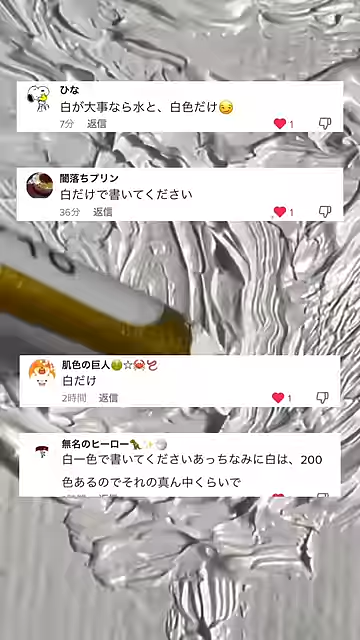 ひな
白が大事なら水と、白色だけ😏
7分 返信 1
闇落ちプリン
白だけで書いてください
36分 返信 1
肌色の巨人🤢☆🦀🪱
白だけ
2時間 返信 1
無名のヒーロー🦖✨⚪
白一色で書いてくださいあっちなみに白は、200
色あるのでそれの真ん中くらいで